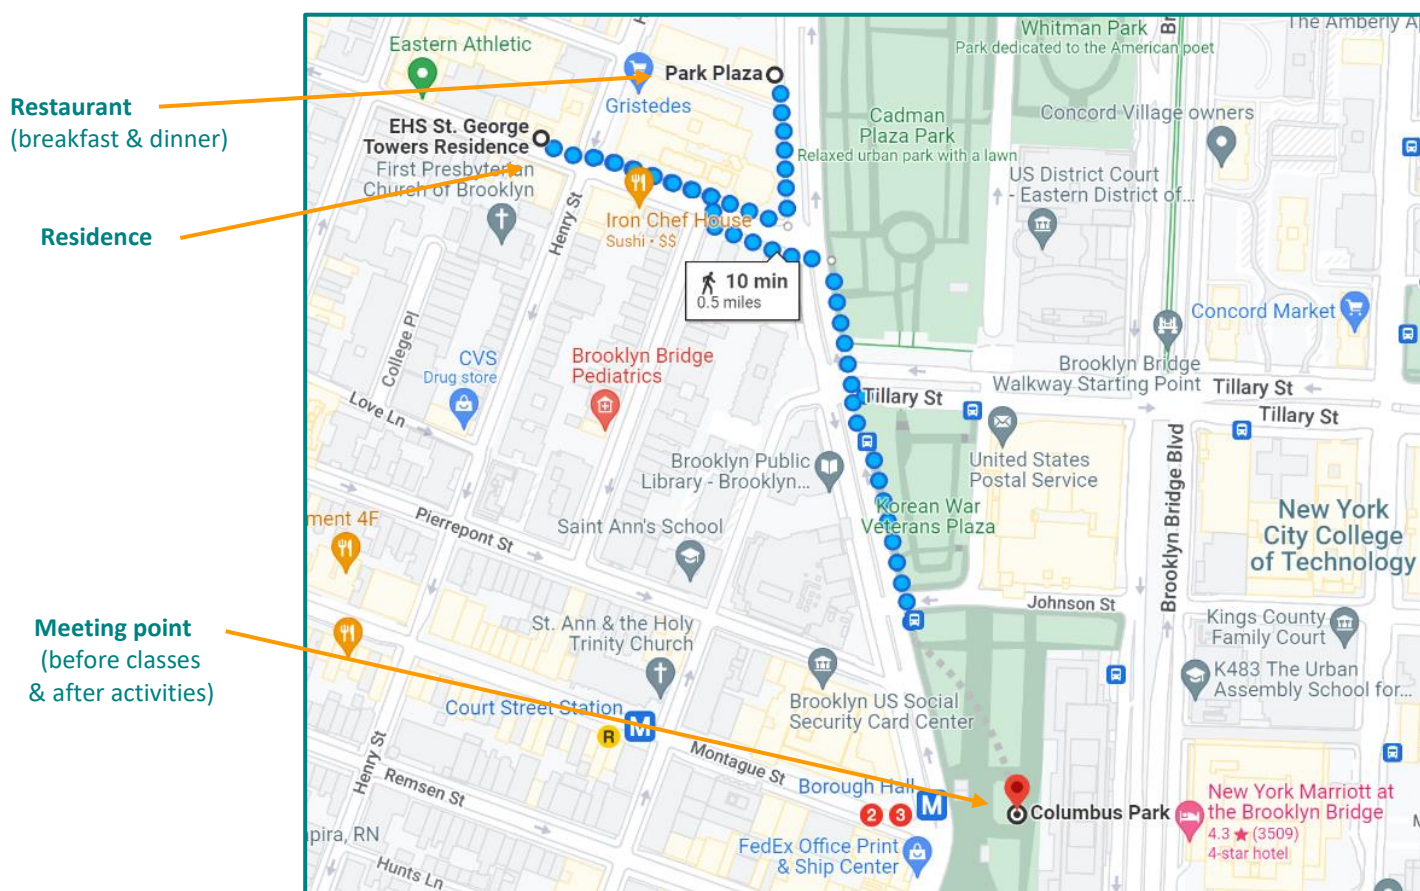 Restaurant
(breakfast & dinner)
Residence
Meeting point
(before classes
& after activities)
Eastern Athletic
Gristedes
Park Plaza
Whitman Park
Park dedicated to the American poet
The Amberly
EHS St. George
Towers Residence
First Presbyterian
Church of Brooklyn
Henry St
Iron Chef House
Sushi • $$
Cadman
Plaza Park
Relaxed urban park with a lawn
Concord Village owners
US District Court
- Eastern District of...
10 min
0.5 miles
Concord Market
College Pl
CVS
Drug store
Brooklyn Bridge
Pediatrics
Brooklyn Bridge
Walkway Starting Point
Tillary St
Tillary St
Tillary St
Love Ln
Brooklyn Public
Library - Brooklyn...
United States
Postal Service
Brooklyn Bridge Blvd
ment 4F
Pierrepont St
Saint Ann's School
Korean War
Veterans Plaza
New York
City College
of Technology
Johnson St
St. Ann & the Holy
Trinity Church
Kings County
Family Court
K483 The Urban
Assembly School for...
Brooklyn US Social
Security Card Center
Court Street Station
M
R
Montague St
Henry St
Remsen St
Borough Hall
M
2 3
Columbus Park
New York Marriott at
the Brooklyn Bridge
4.3 ★ (3509)
4-star hotel
pira, RN
FedEx Office Print
& Ship Center
Hunts Ln